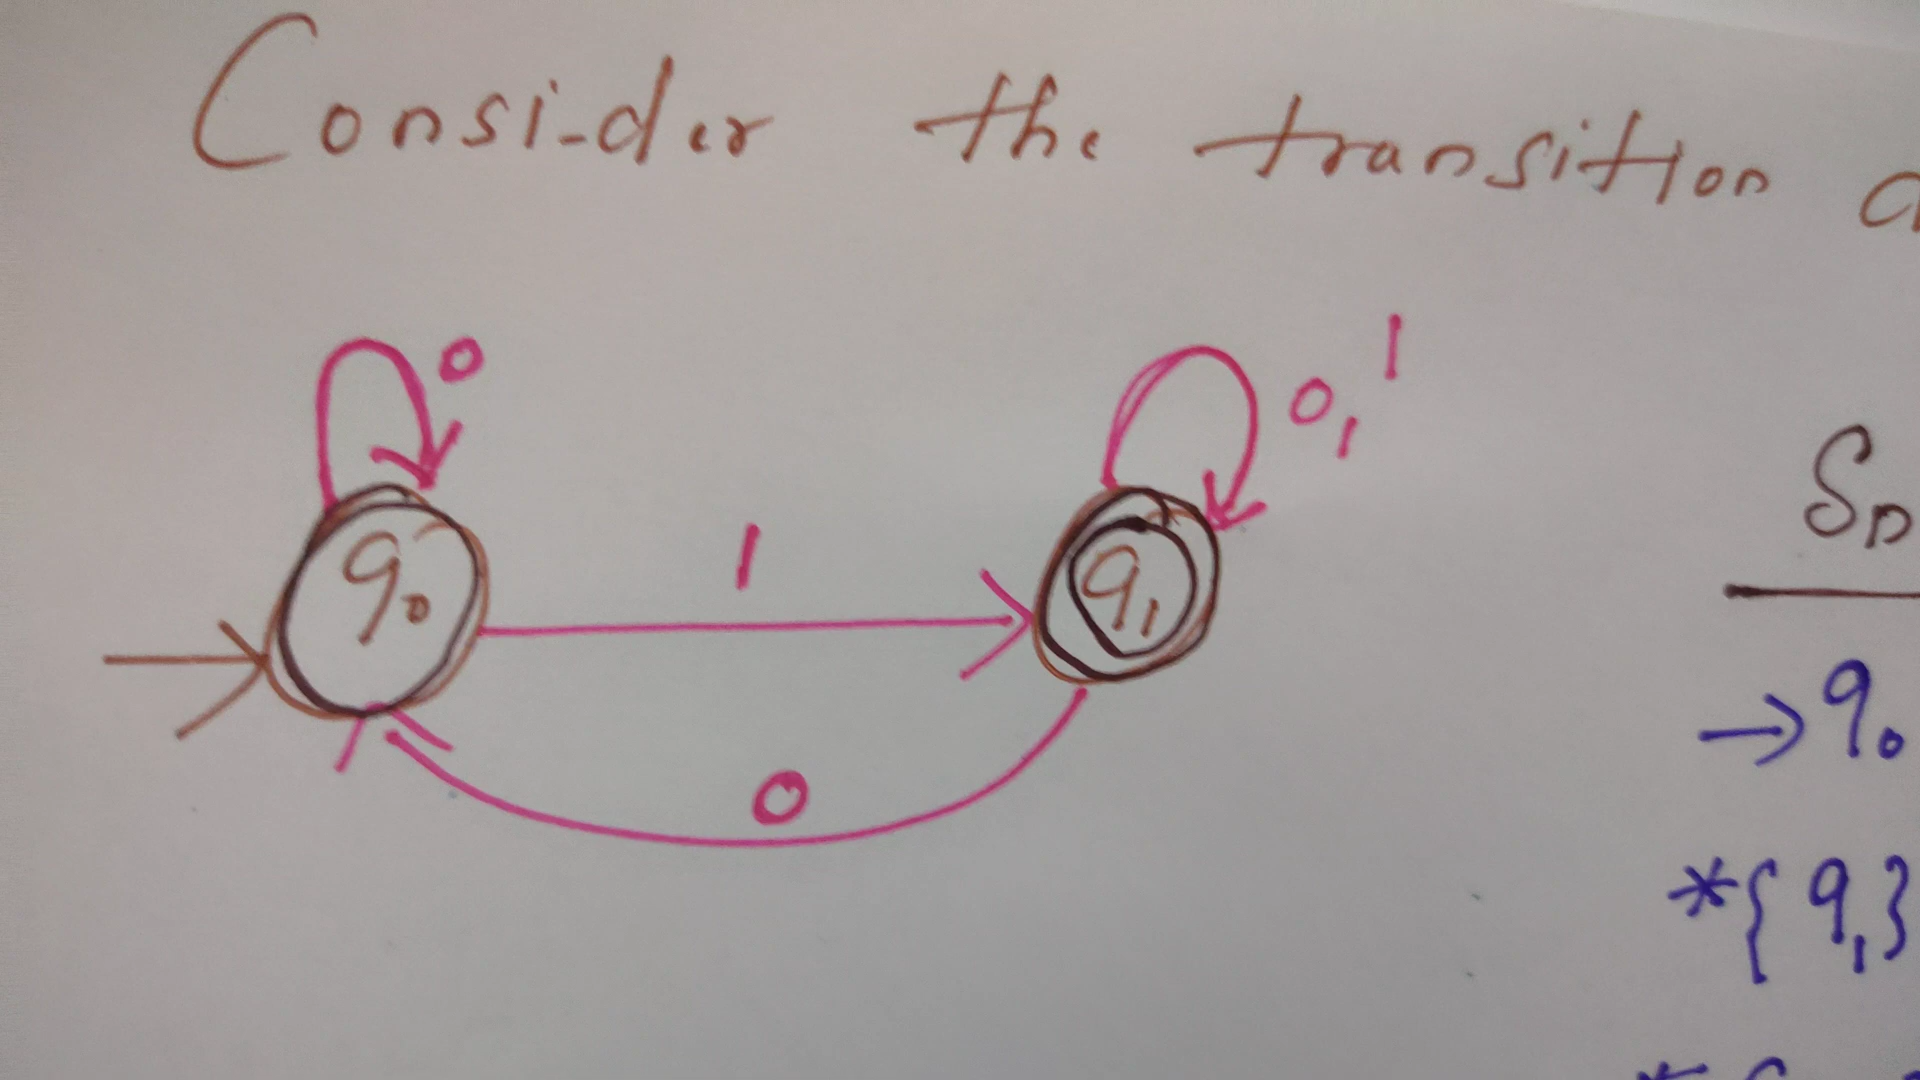 Consider the transition
0
0, 1
δD
q0
1
q1
→ q0
0
*{q1}